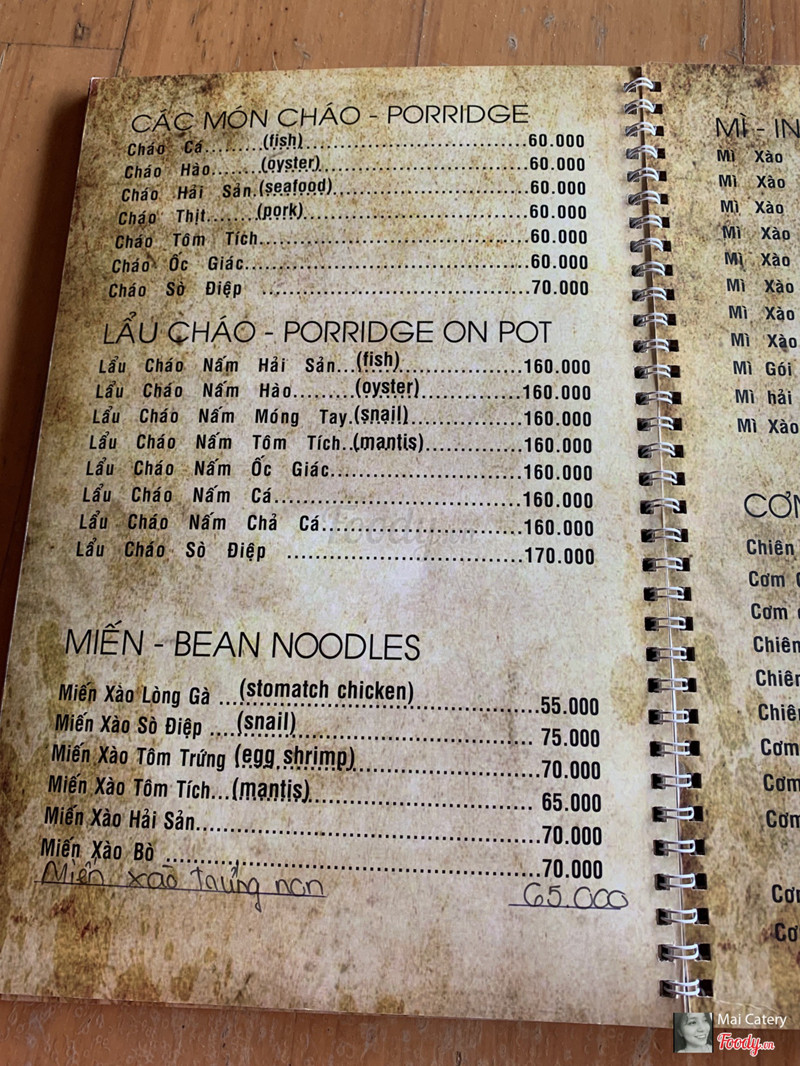 CÁC MÓN CHÁO - PORRIDGE
Cháo Cá.......(fish)..............................60.000
Cháo Hào......(oyster)..............................60.000
Cháo Hải Sản.(seafood)..............................60.000
Cháo Thịt......(pork)..............................60.000
Cháo Tôm Tích..............................60.000
Cháo Ốc Giác..............................60.000
Cháo Sò Điệp ..............................70.000
LẨU CHÁO - PORRIDGE ON POT
Lẩu Cháo Nấm Hải Sản...(fish)..................160.000
Lẩu Cháo Nấm Hào.........(oyster)...............160.000
Lẩu Cháo Nấm Móng Tay.(snail)..................160.000
Lẩu Cháo Nấm Tôm Tích..(mantis)...............160.000
Lẩu Cháo Nấm Ốc Giác...........................160.000
Lẩu Cháo Nấm Cá.................................160.000
Lẩu Cháo Nấm Chả Cá...........................160.000
Lẩu Cháo Sò Điệp ..............................170.000
MIẾN - BEAN NOODLES
Miến Xào Lòng Gà ...(stomatch chicken)..................55.000
Miến Xào Sò Điệp ....(snail).............................. 75.000
Miến Xào Tôm Trứng (egg shrimp)........................70.000
Miến Xào Tôm Tích...(mantis)........................... 65.000
Miến Xào Hải Sản..........................................70.000
Miến Xào Bò ................................................70.000
Miến xào trứng non 65.000
MÌ - IN
Mì Xào
Mì Xào
Mì Xào
Mì Xào
Mì Xào
Mì Xào
Mì Xào
Mì Xào
Mì Gói
Mì hải
Mì Xào
CƠM
Chiên
Cơm C
Cơm
Chiên
Chiên
Chiên
Cơm
Cơm
Cơm
Cơm
Cơ
Mai Catery
Foody.vn